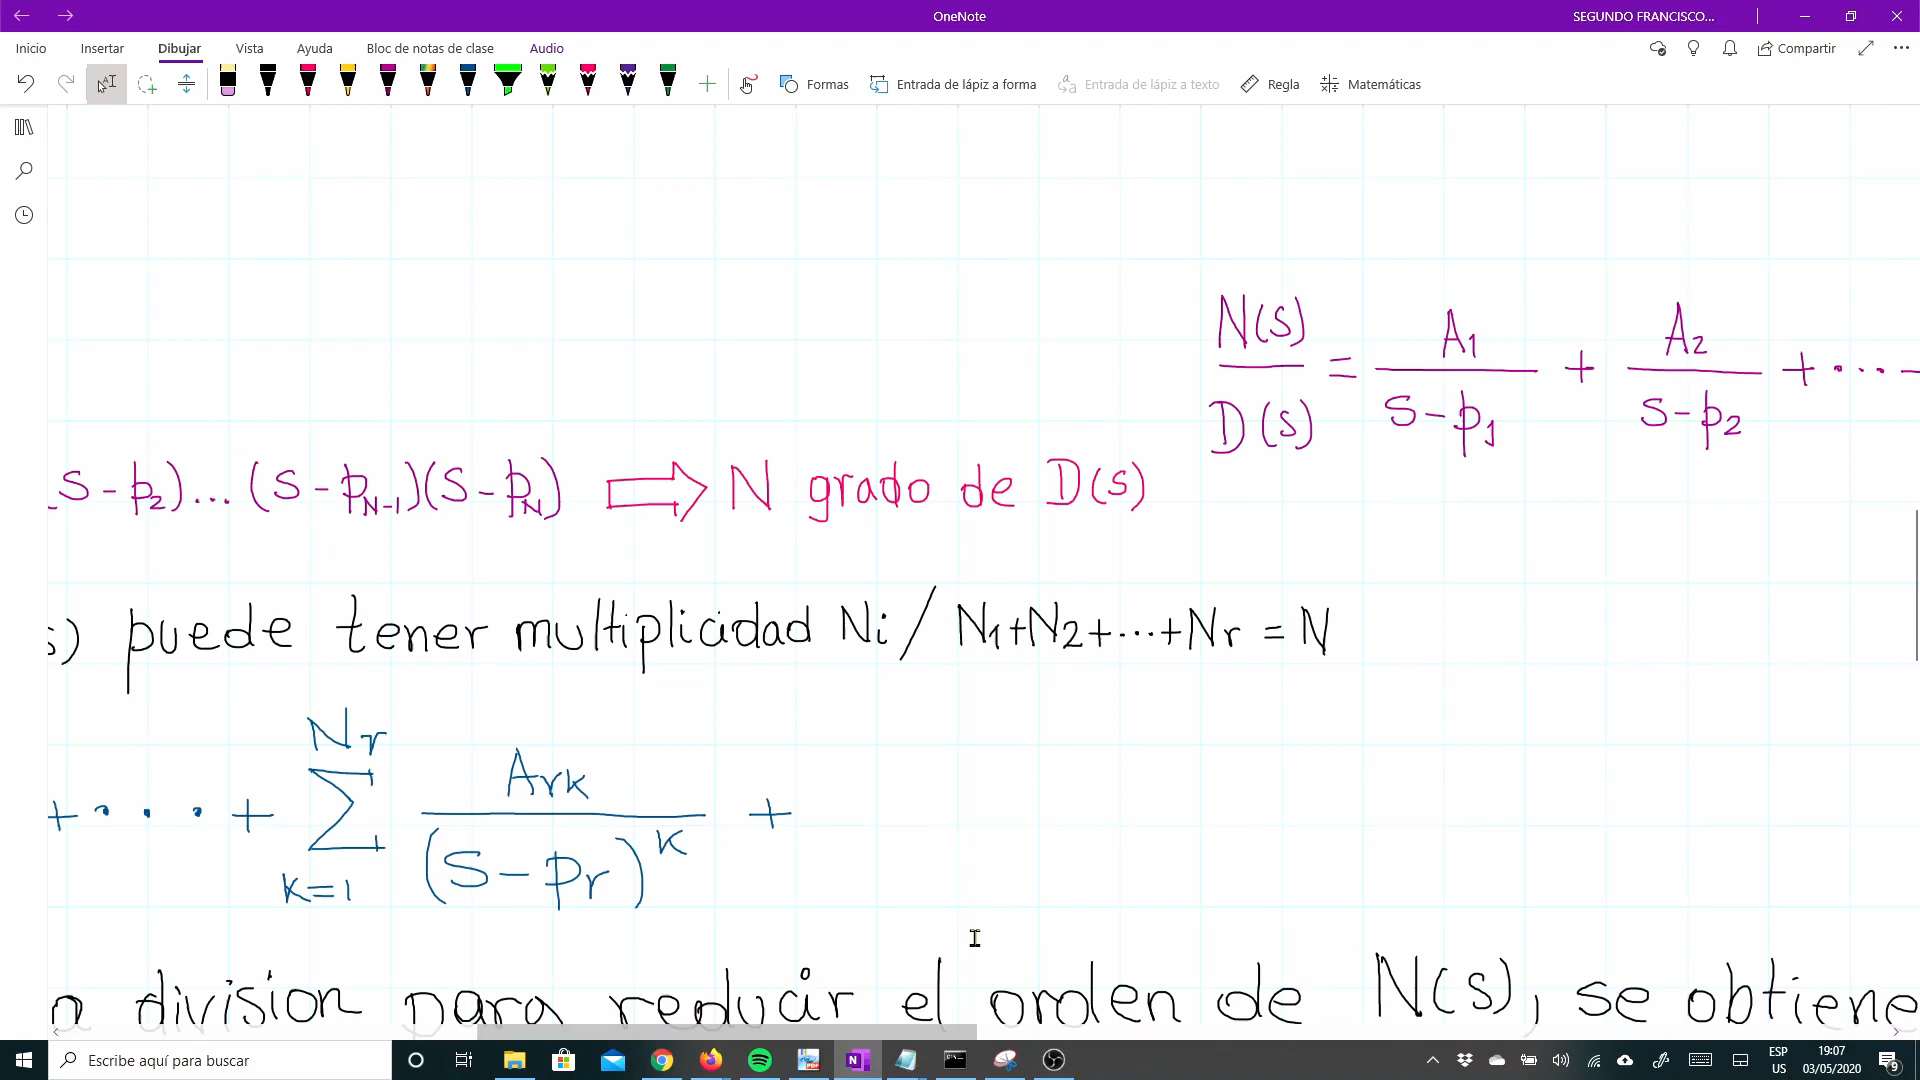 OneNote
SEGUNDO FRANCISCO...
Inicio Insertar Dibujar Vista Ayuda Bloc de notas de clase Audio Compartir
Formas Entrada de lápiz a forma Entrada de lápiz a texto Regla Matemáticas
N(s)/D(s) = A₁/(s-p₁) + A₂/(s-p₂) + ...
s-p₂)...(s-p_{N-1})(s-p_N) ⇒ N grado de D(s)
s) puede tener multiplicidad Ni / N₁+N₂+...+Nr = N
+ ... + Σ_{k=1}^{Nr} Ark/(s-pr)^k +
a division para reducir el orden de N(s), se obtiene
Escribe aquí para buscar
ESP
US
19:07
03/05/2020
9